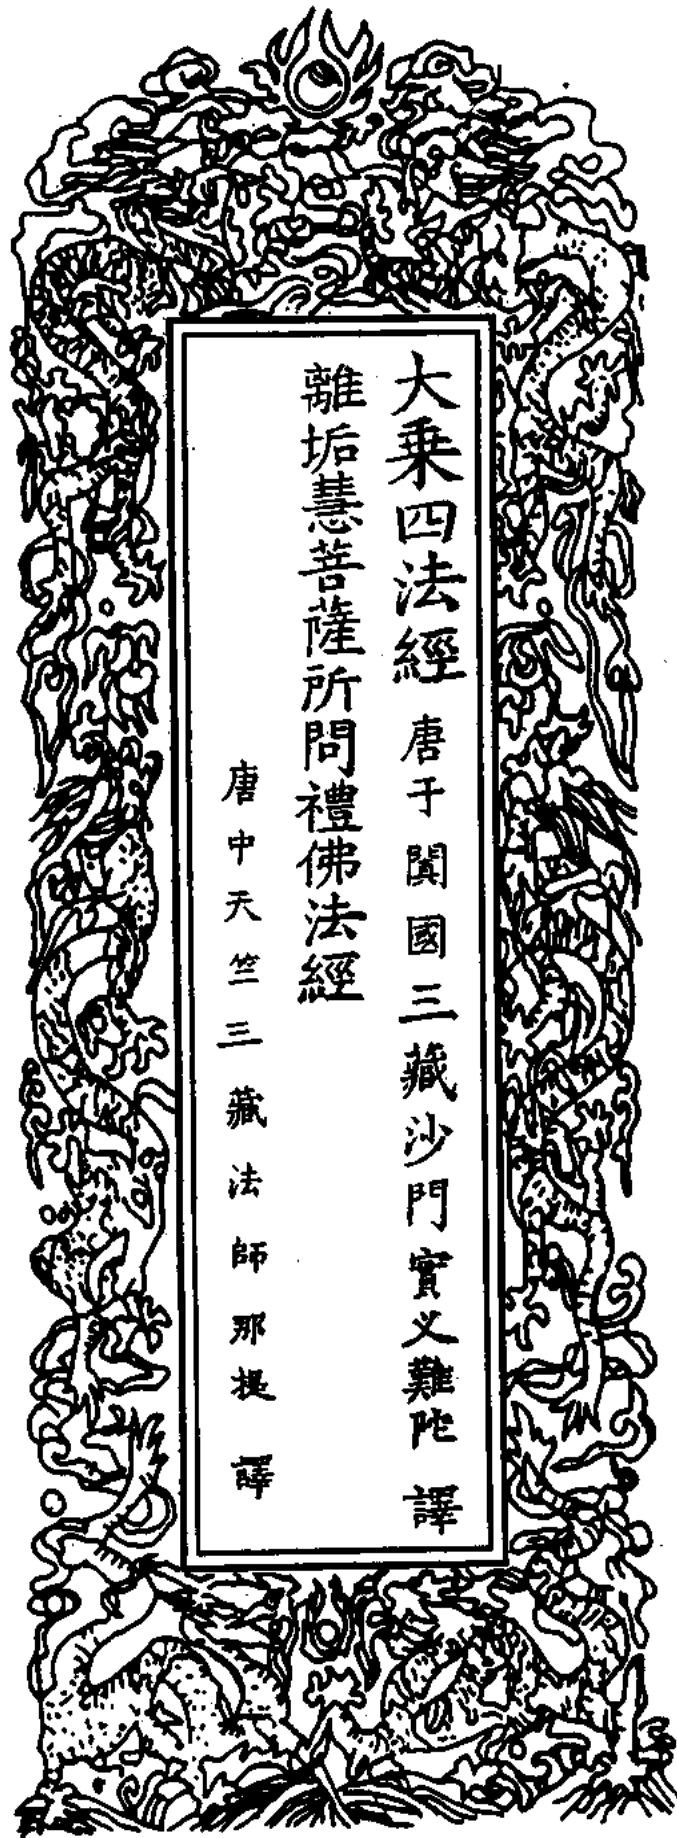 大乗四法經 唐于闐國三藏沙門實叉難陀 譯
離垢慧菩薩所問禮佛法經
唐中天竺三藏法師那提 譯